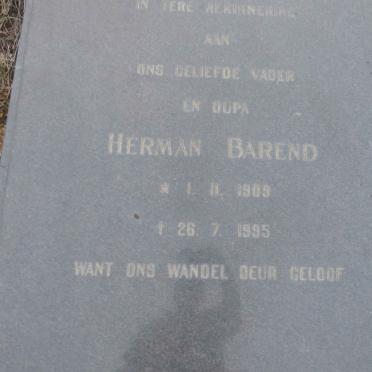 IN TERE HERINNERING
AAN
ONS GELIEFDE VADER
EN OUPA
HERMAN BAREND
* 1. 11. 1909
† 26. 7. 1995
WANT ONS WANDEL DEUR GELOOF